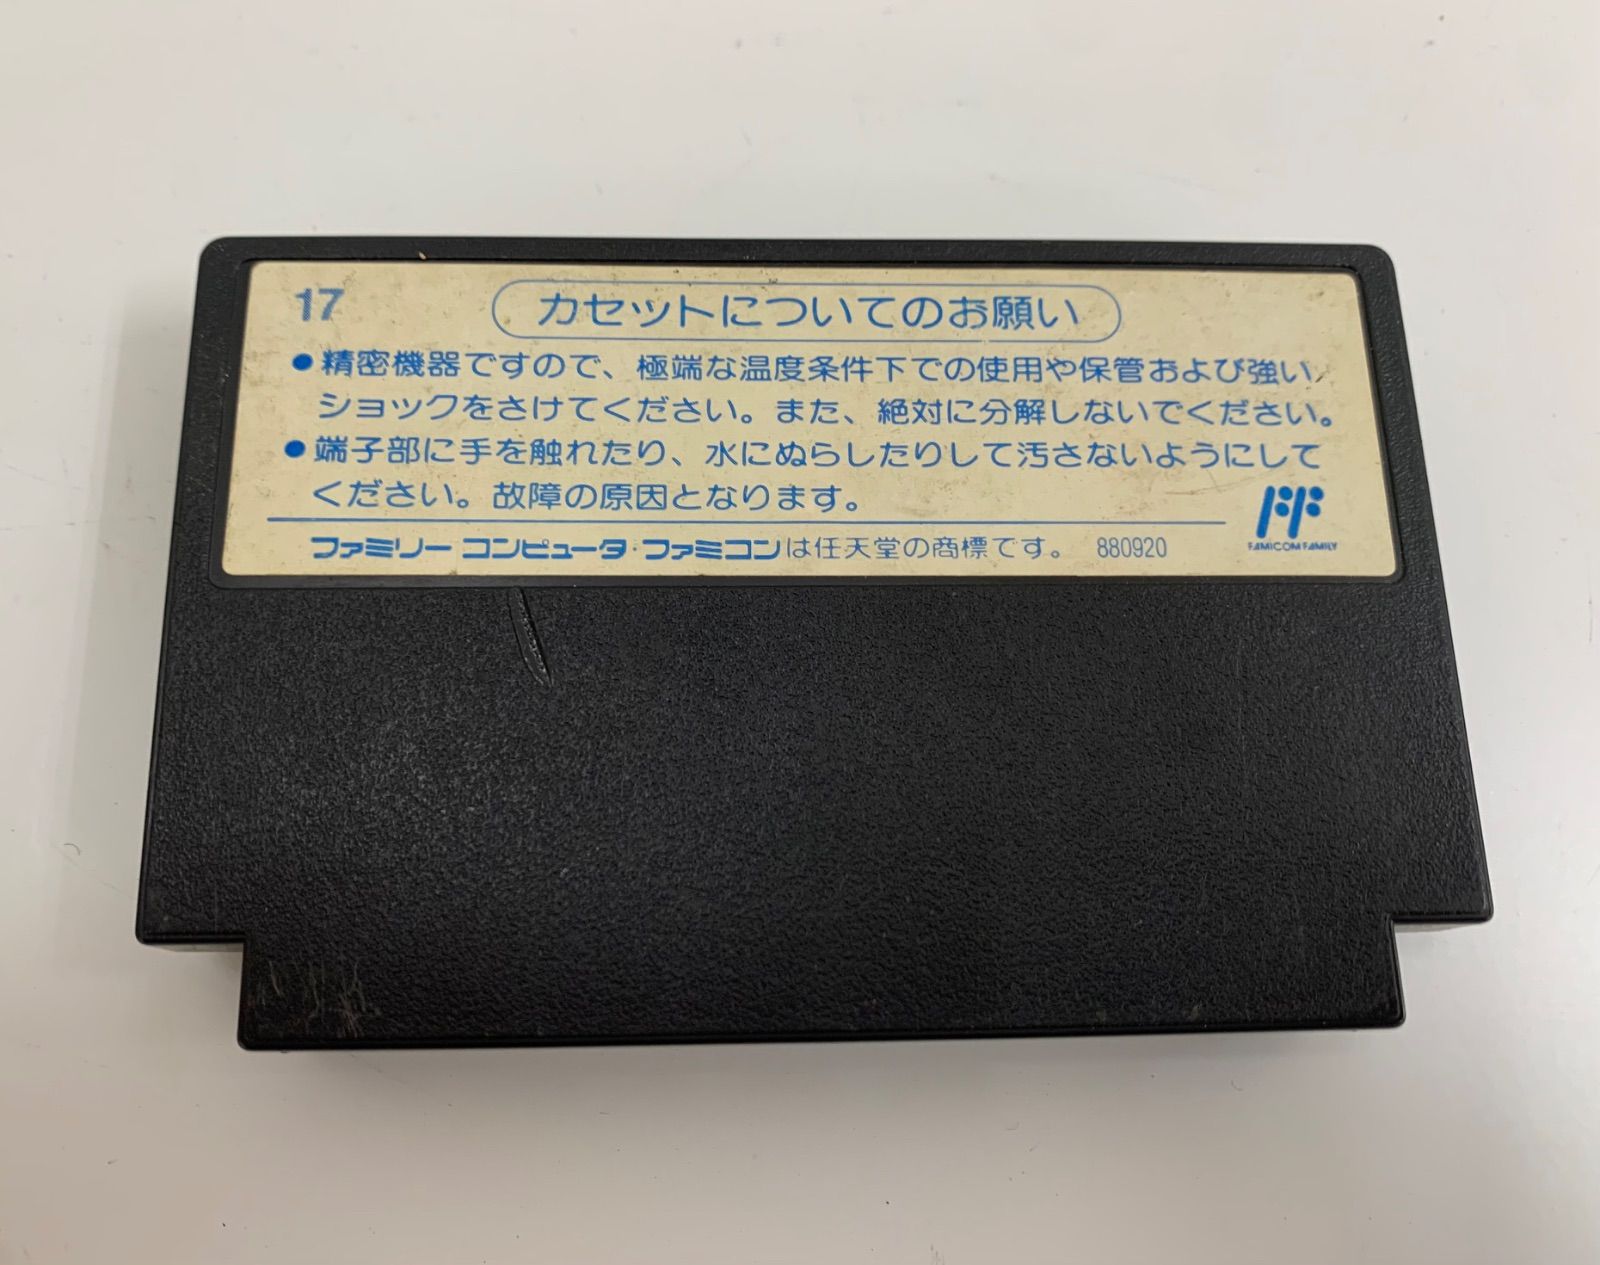 17
カセットについてのお願い
●精密機器ですので、極端な温度条件下での使用や保管および強い
ショックをさけてください。また、絶対に分解しないでください。
●端子部に手を触れたり、水にぬらしたりして汚さないようにして
ください。故障の原因となります。
FF
FAMICOM FAMILY
ファミリーコンピュータ・ファミコンは任天堂の商標です。 880920